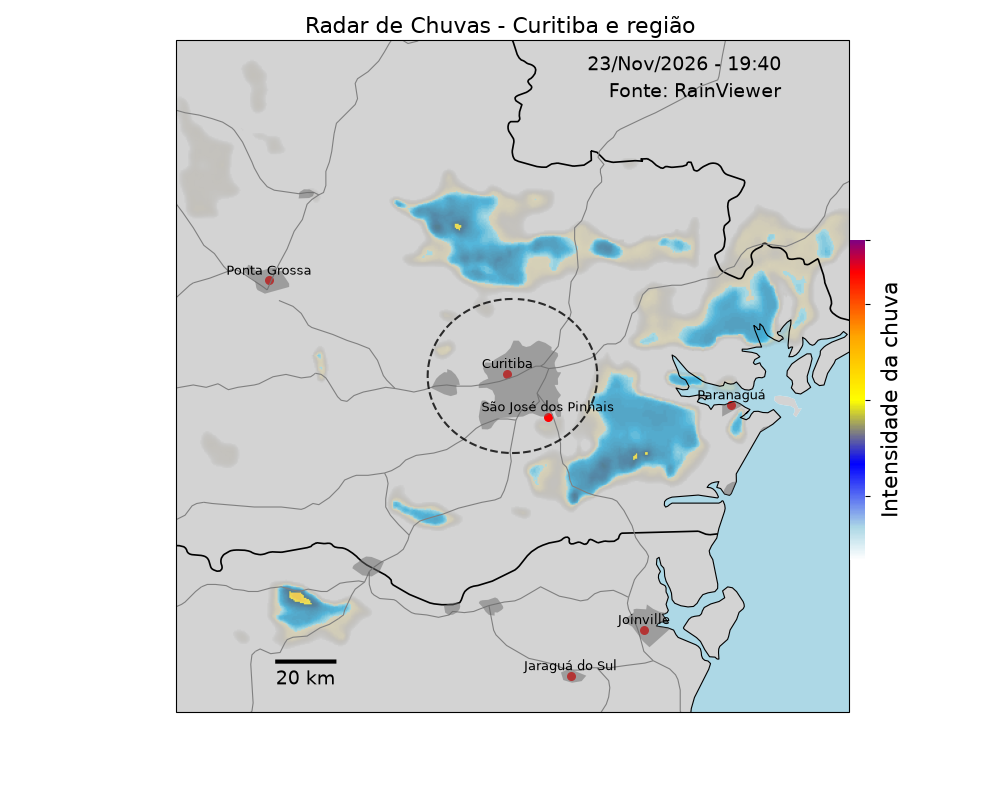 Radar de Chuvas - Curitiba e região
23/Nov/2026 - 19:40
Fonte: RainViewer
Ponta Grossa
Curitiba
Paranaguá
São José dos Pinhais
Intensidade da chuva
Joinville
Jaraguá do Sul
20 km